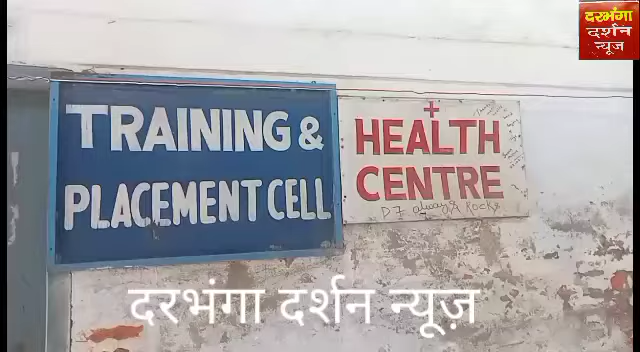 दरभंगा
दर्शन
न्यूज
TRAINING &
PLACEMENT CELL
+
HEALTH
CENTRE
दरभंगा दर्शन न्यूज़